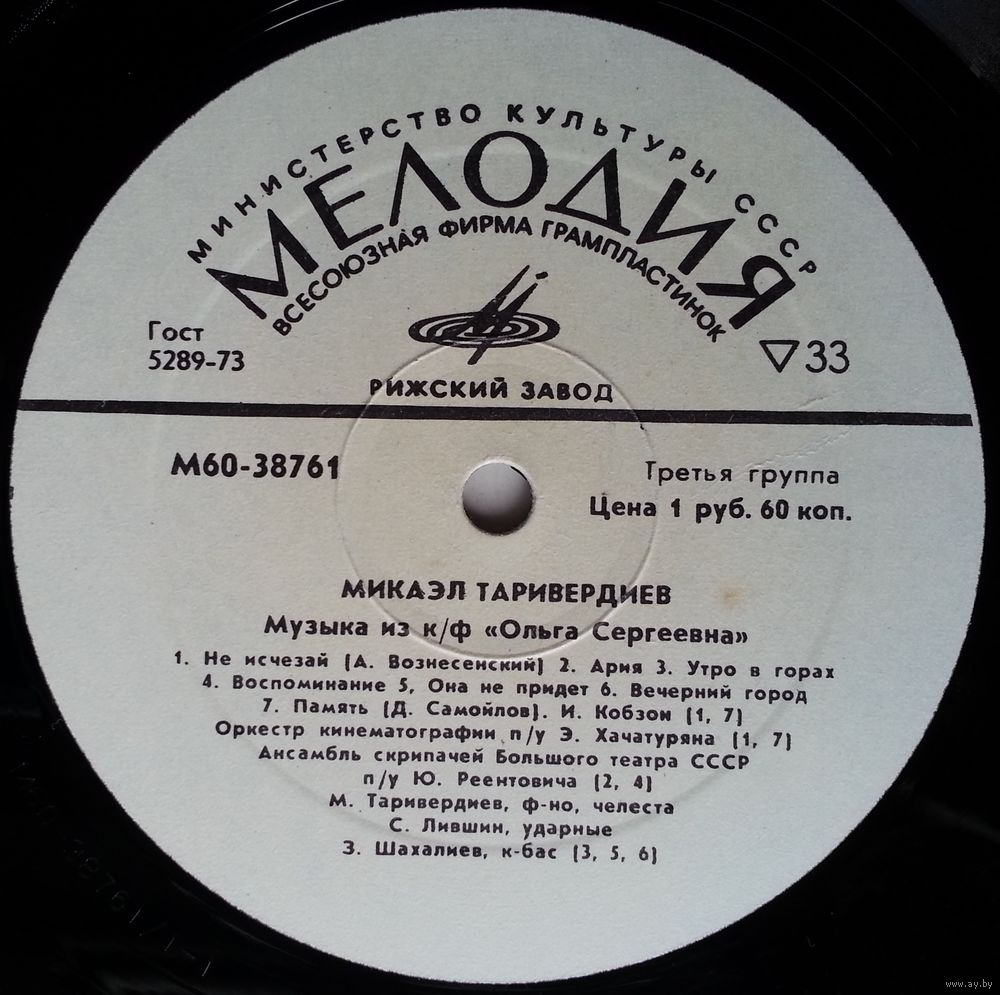 МИНИСТЕРСТВО КУЛЬТУРЫ СССР
МЕЛОДИЯ
ВСЕСОЮЗНАЯ ФИРМА ГРАМПЛАСТИНОК
Гост
5289-73
▽33
РИЖСКИЙ ЗАВОД
М60-38761
Третья группа
Цена 1 руб. 60 коп.
МИКАЭЛ ТАРИВЕРДИЕВ
Музыка из к/ф «Ольга Сергеевна»
1. Не исчезай (А. Вознесенский) 2. Ария 3. Утро в горах
4. Воспоминание 5, Она не придет 6. Вечерний город
7. Память (Д. Самойлов). И. Кобзон (1, 7)
Оркестр кинематографии п/у Э. Хачатуряна (1, 7)
Ансамбль скрипачей Большого театра СССР
п/у Ю. Реентовича (2, 4)
М. Таривердиев, ф-но, челеста
С. Лившин, ударные
З. Шахалиев, к-бас (3, 5, 6)
www.ay.by